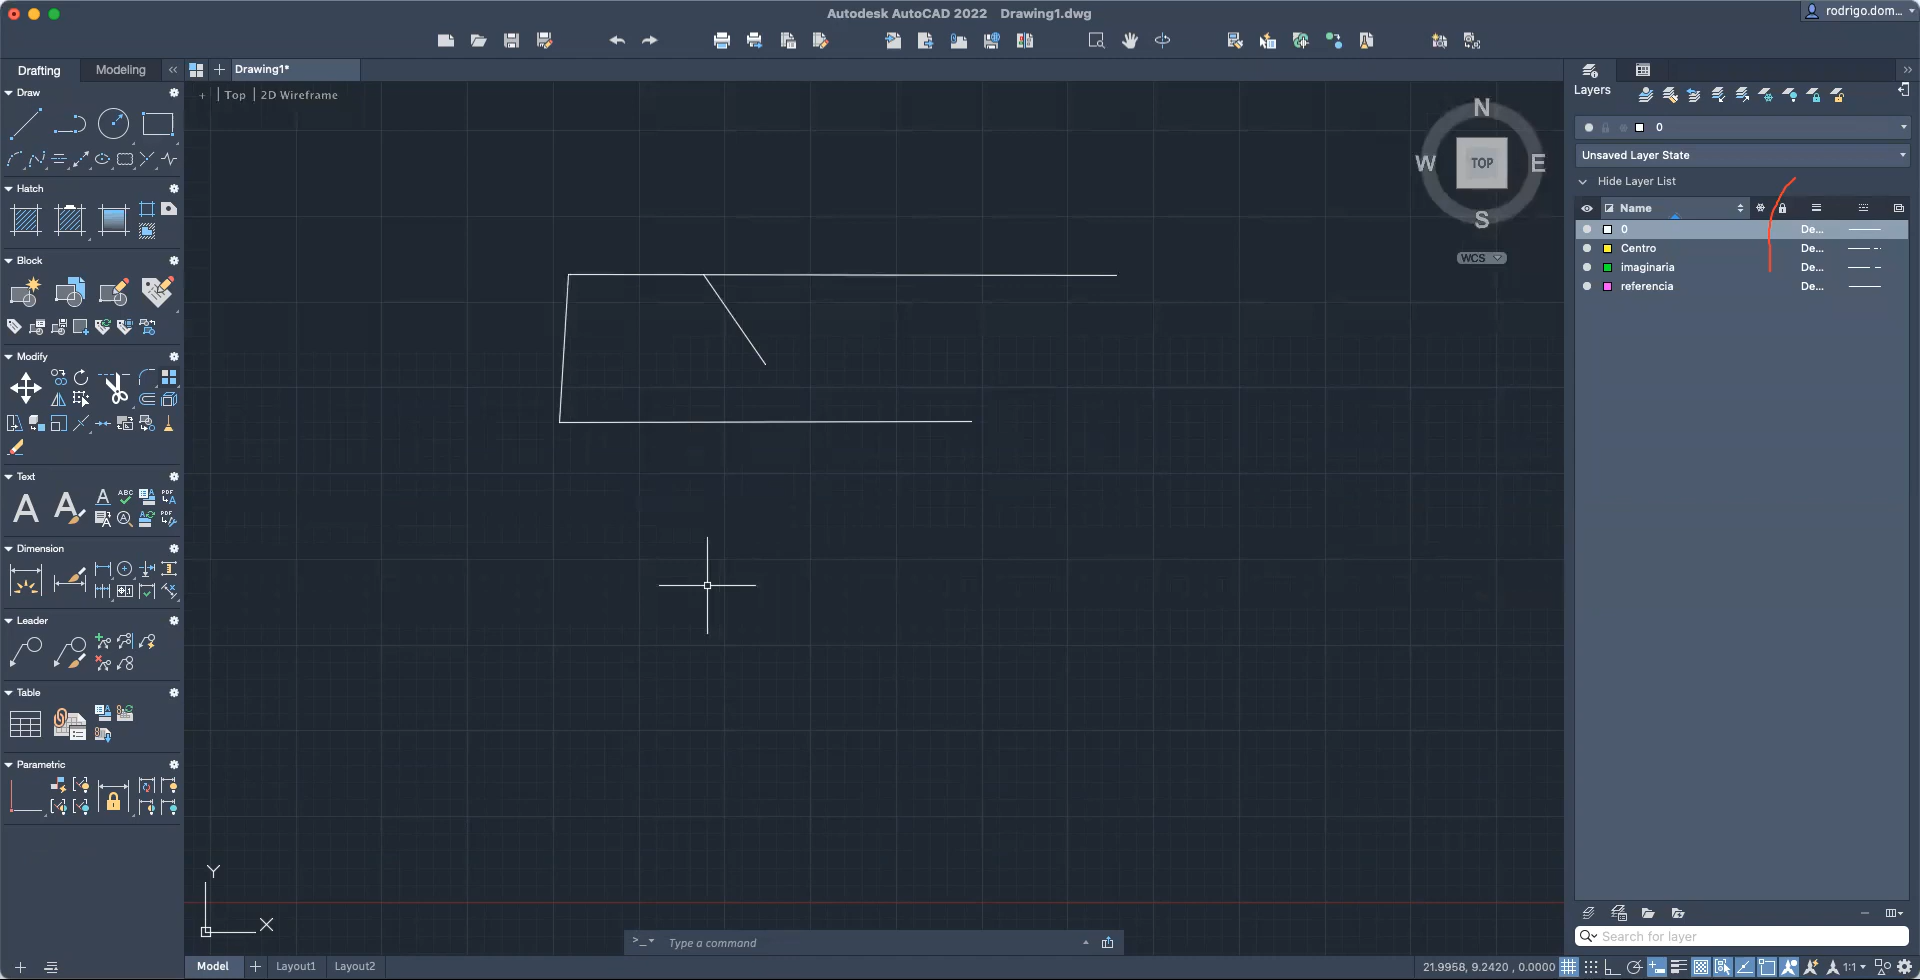 Autodesk AutoCAD 2022 Drawing1.dwg
rodrigo.dom...
Drafting
Modeling
Drawing1*
Top
2D Wireframe
Layers
0
Unsaved Layer State
Hide Layer List
Name
0 De...
Centro De...
imaginaria De...
referencia De...
N
W
TOP
E
S
WCS
Draw
Hatch
Block
Modify
Text
A
A
A
ABC
PDF
A
A
A
PDF
Dimension
Leader
Table
Parametric
Y
X
>_
Type a command
Search for layer
Model
Layout1
Layout2
21.9958, 9.2420 , 0.0000
1:1